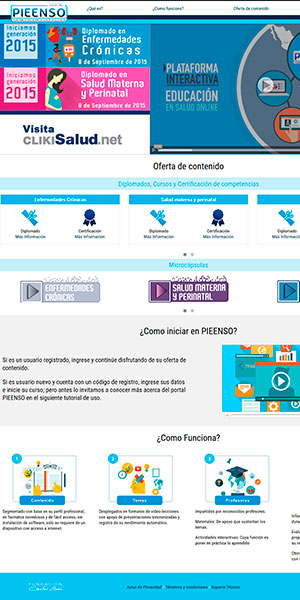 PIEENSO
¿Qué es?
¿Como funciona?
Oferta de contenido
Iniciamos
generación
2015
Diplomado en
Enfermedades
Crónicas
8 de Septiembre de 2015
Iniciamos
generación
2015
Diplomado en
Salud Materna
y Perinatal
8 de Septiembre de 2015
PLATAFORMA
INTERACTIVA
EDUCACIÓN
EN SALUD ONLINE
Visita
CLIKISalud.net
Oferta de contenido
Diplomados, Cursos y Certificación de competencias
Enfermedades Crónicas
Salud materna y perinatal
Diplomado
Más Información
Certificación
Más Información
Diplomado
Más Información
Certificación
Más Información
Diplomado
Más Información
Microcápsulas
ENFERMEDADES
CRÓNICAS
SALUD MATERNA
Y PERINATAL
¿Como iniciar en PIEENSO?
Si es un usuario registrado, ingrese y continúe disfrutando de su oferta de
contenido.
Si es usuario nuevo y cuenta con un código de registro, ingrese sus datos
e inicie su curso; pero antes lo invitamos a conocer más acerca del portal
PIEENSO en el siguiente tutorial de uso.
¿Como Funciona?
1
2
3
Contenido
Temas
Profesores
Segmentado con base en su perfil profesional,
en formatos novedosos y de fácil acceso, sin
instalación de software, sólo se requiere de un
dispositivo con acceso a internet.
Desplegados en formatos de video-lecciones
con apoyo de presentaciones sincronizadas y
registro de su rendimiento automático.
Impartidos por reconocidos profesores.
Materiales: De apoyo que sustentan los
temas.
Actividades interactivas: Cuya función es
poner en práctica lo aprendido
FUNDACIÓN
Carlos Slim
Aviso de Privacidad | Términos y condiciones | Soporte Técnico